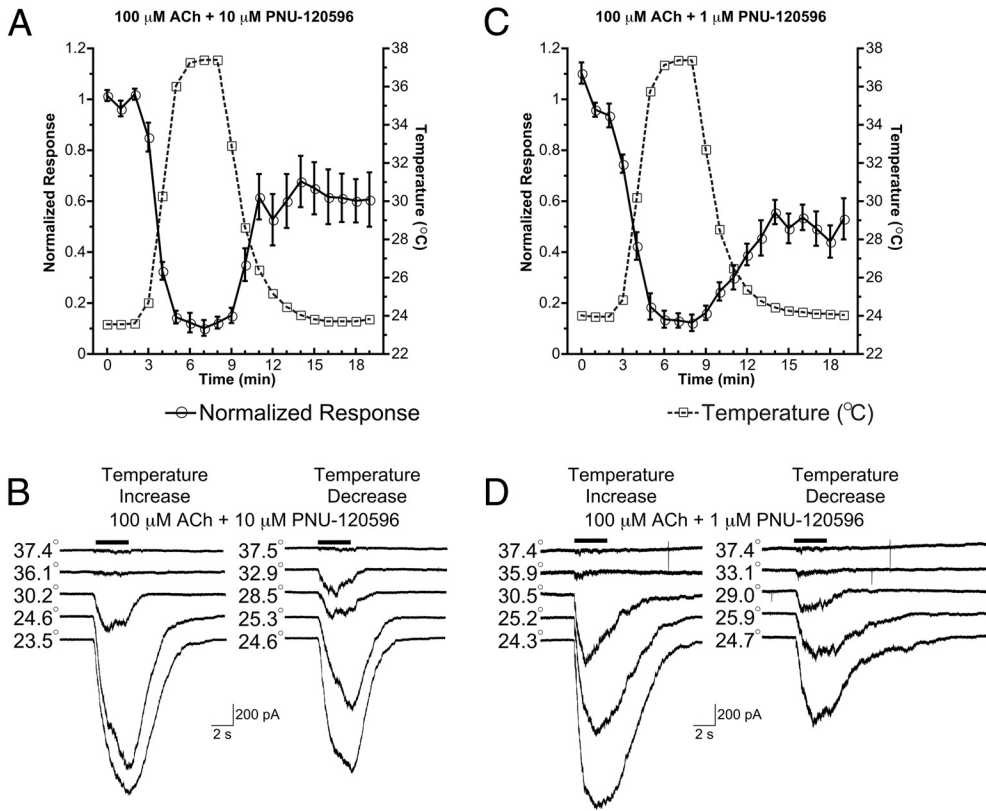 A
100 μM ACh + 10 μM PNU-120596
Normalized Response
1.2
1
0.8
0.6
0.4
0.2
0
38
36
34
32
30
28
26
24
22
Temperature (°C)
0 3 6 9 12 15 18
Time (min)
C
100 μM ACh + 1 μM PNU-120596
Normalized Response
1.2
1
0.8
0.6
0.4
0.2
0
38
36
34
32
30
28
26
24
22
Temperature (°C)
0 3 6 9 12 15 18
Time (min)
Normalized Response
Temperature (°C)
B
Temperature
Increase
Temperature
Decrease
100 μM ACh + 10 μM PNU-120596
37.4°
36.1°
30.2°
24.6°
23.5°
37.5°
32.9°
28.5°
25.3°
24.6°
200 pA
2 s
D
Temperature
Increase
Temperature
Decrease
100 μM ACh + 1 μM PNU-120596
37.4°
35.9°
30.5°
25.2°
24.3°
37.4°
33.1°
29.0°
25.9°
24.7°
200 pA
2 s